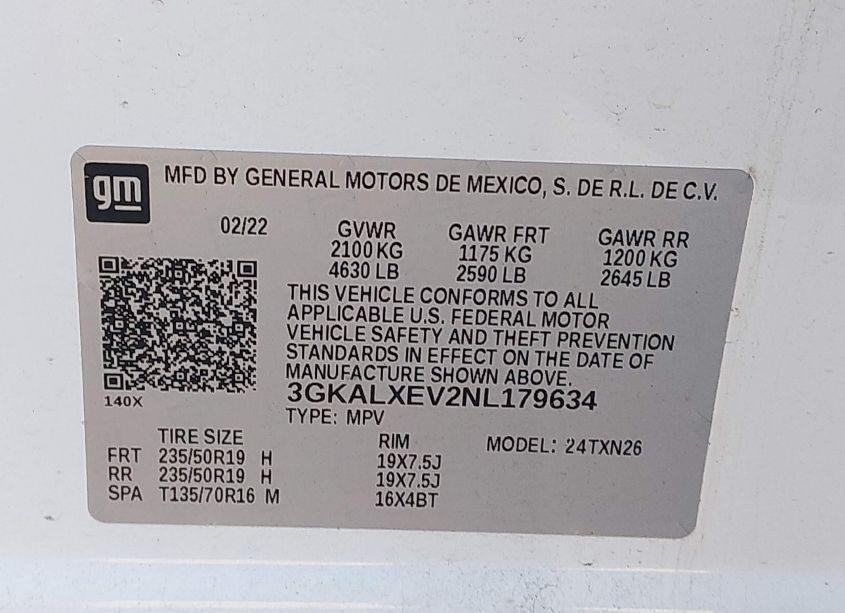 gm MFD BY GENERAL MOTORS DE MEXICO, S. DE R.L. DE C.V.
02/22 GVWR GAWR FRT GAWR RR
2100 KG 1175 KG 1200 KG
4630 LB 2590 LB 2645 LB
THIS VEHICLE CONFORMS TO ALL
APPLICABLE U.S. FEDERAL MOTOR
VEHICLE SAFETY AND THEFT PREVENTION
STANDARDS IN EFFECT ON THE DATE OF
MANUFACTURE SHOWN ABOVE.
140X
3GKALXEV2NL179634
TYPE: MPV
TIRE SIZE RIM MODEL: 24TXN26
FRT 235/50R19 H 19X7.5J
RR 235/50R19 H 19X7.5J
SPA T135/70R16 M 16X4BT